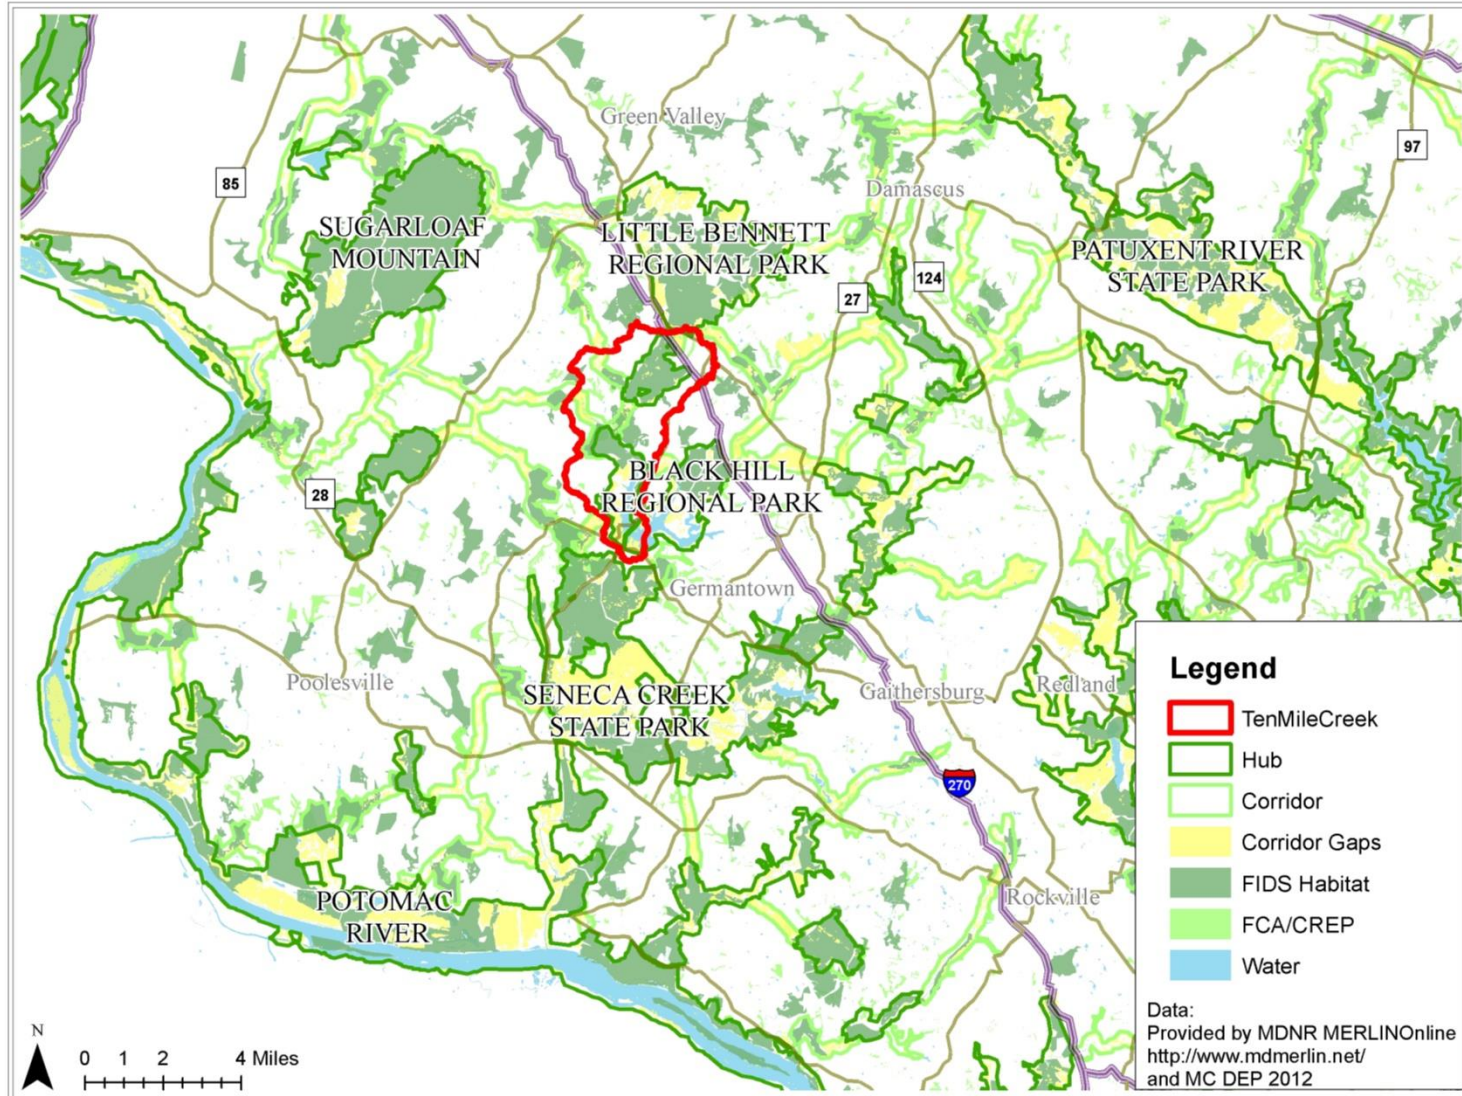 Green Valley
97
85
Damascus
SUGARLOAF
MOUNTAIN
LITTLE BENNETT
REGIONAL PARK
PATUXENT RIVER
STATE PARK
124
27
BLACK HILL
REGIONAL PARK
28
Germantown
Poolesville
SENECA CREEK
STATE PARK
Gaithersburg
Redland
270
Rockville
POTOMAC
RIVER
Legend
TenMileCreek
Hub
Corridor
Corridor Gaps
FIDS Habitat
FCA/CREP
Water
Data:
Provided by MDNR MERLINOnline
http://www.mdmerlin.net/
and MC DEP 2012
N
0 1 2 4 Miles